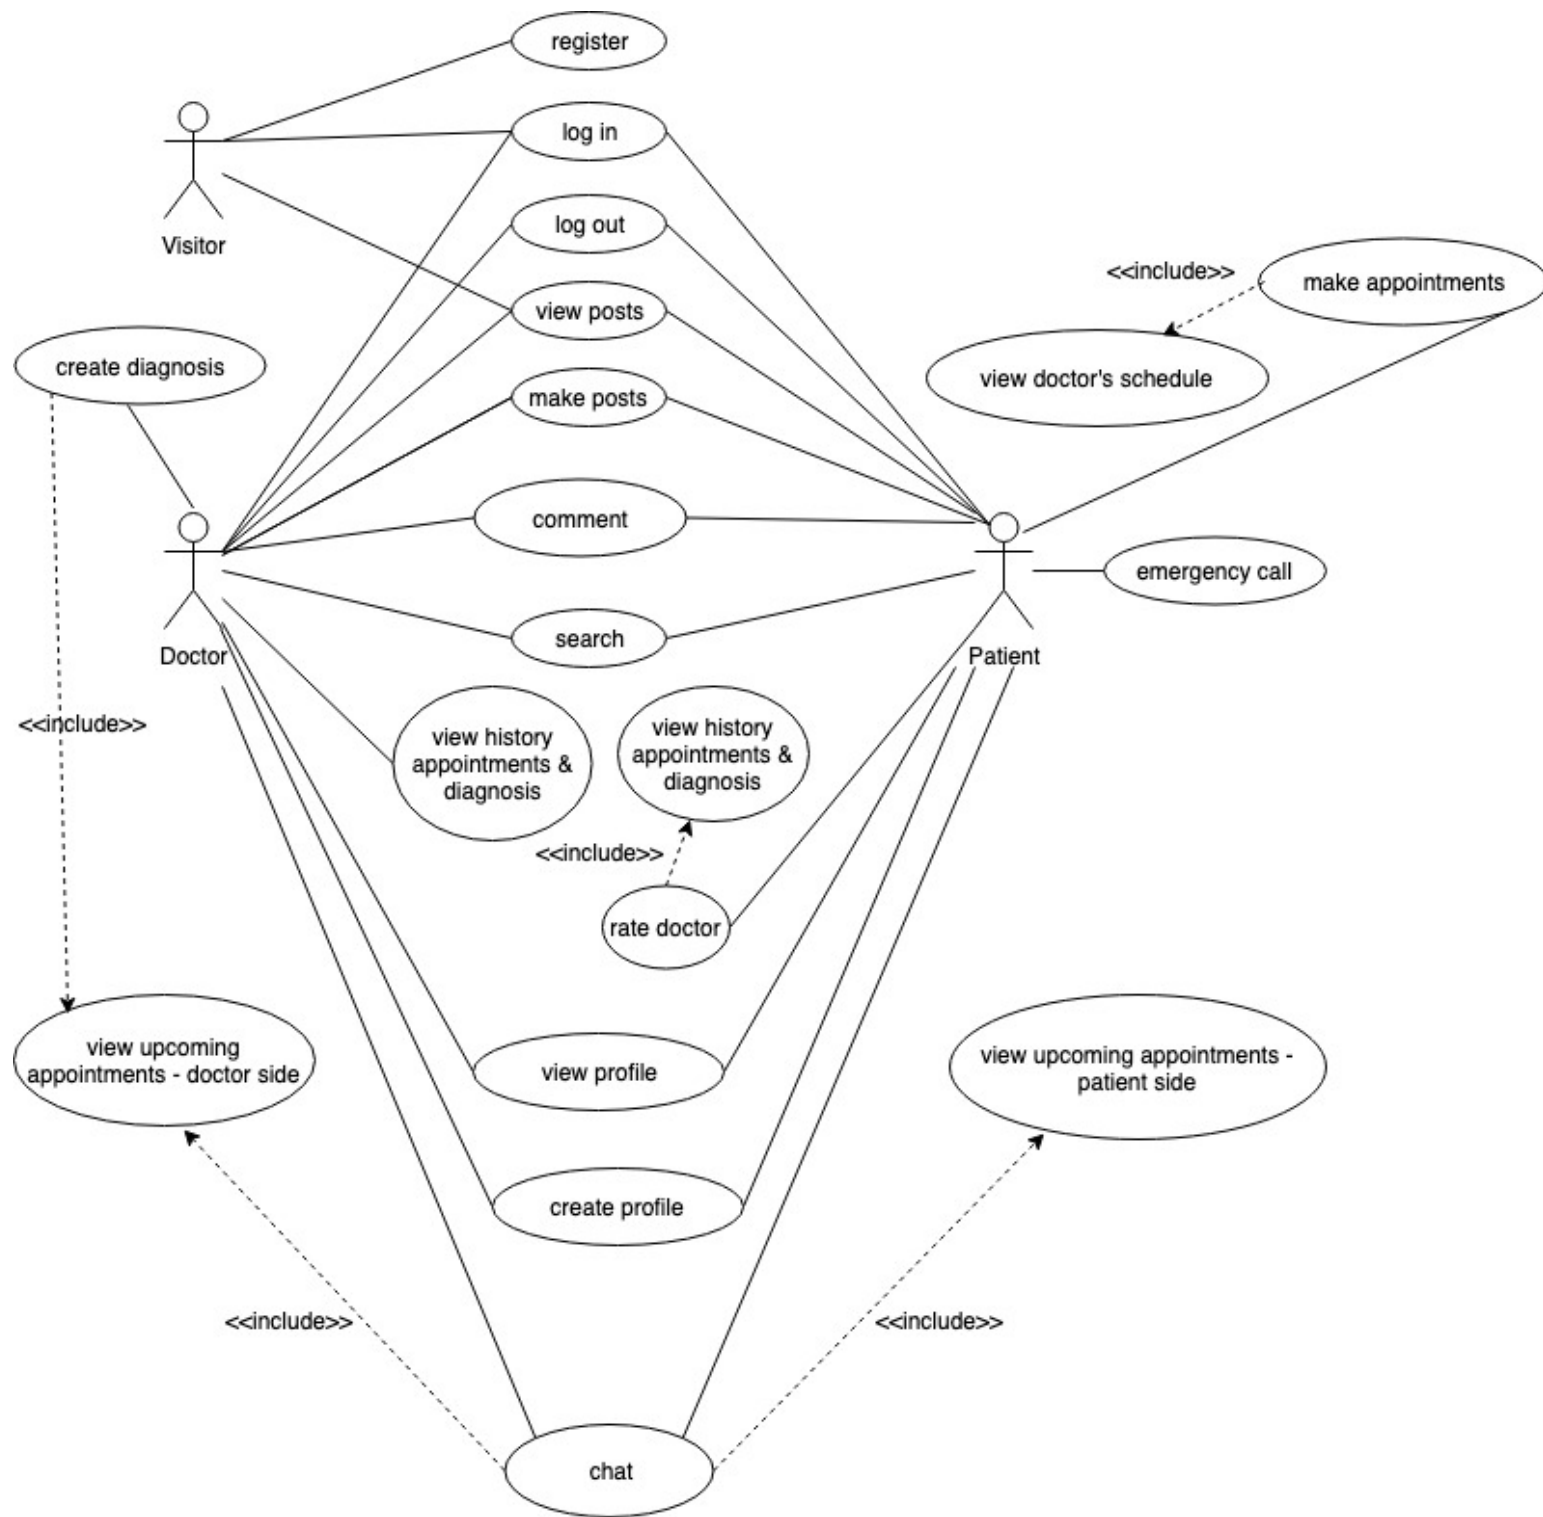 register
log in
Visitor
log out
<<include>>
make appointments
view posts
create diagnosis
view doctor's schedule
make posts
comment
emergency call
search
Doctor
Patient
<<include>>
view history
appointments &
diagnosis
view history
appointments &
diagnosis
<<include>>
rate doctor
view upcoming
appointments - doctor side
view profile
view upcoming appointments -
patient side
create profile
<<include>>
<<include>>
chat